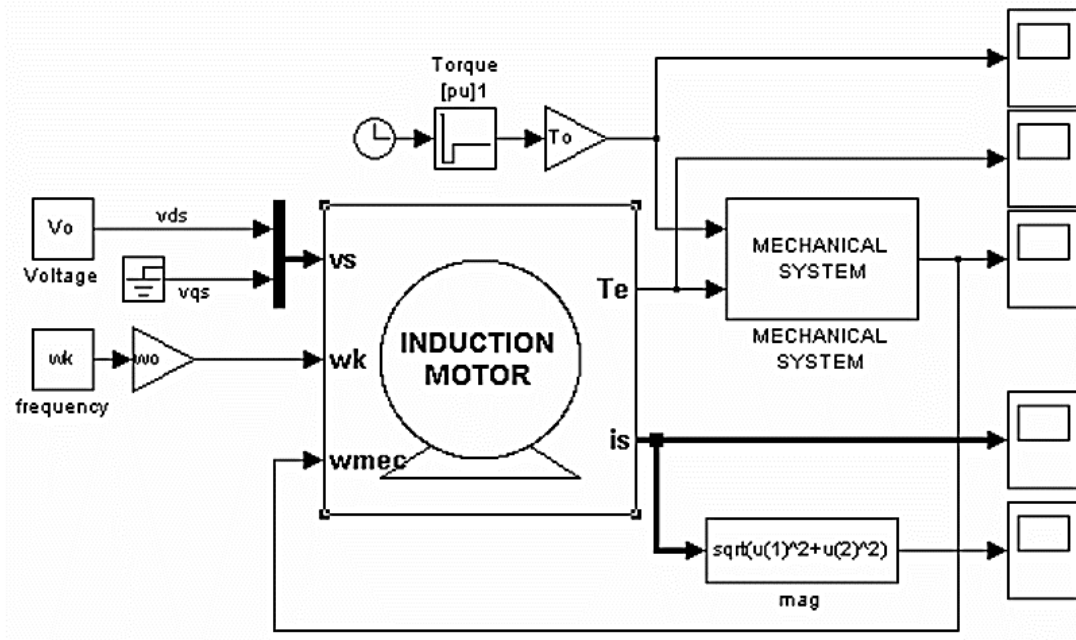 Torque
[pu]1
To
Vo
vds
Voltage
vqs
vs
Te
MECHANICAL
SYSTEM
MECHANICAL
SYSTEM
wk
wo
frequency
wk
INDUCTION
MOTOR
wmec
is
sqrt(u(1)^2+u(2)^2)
mag